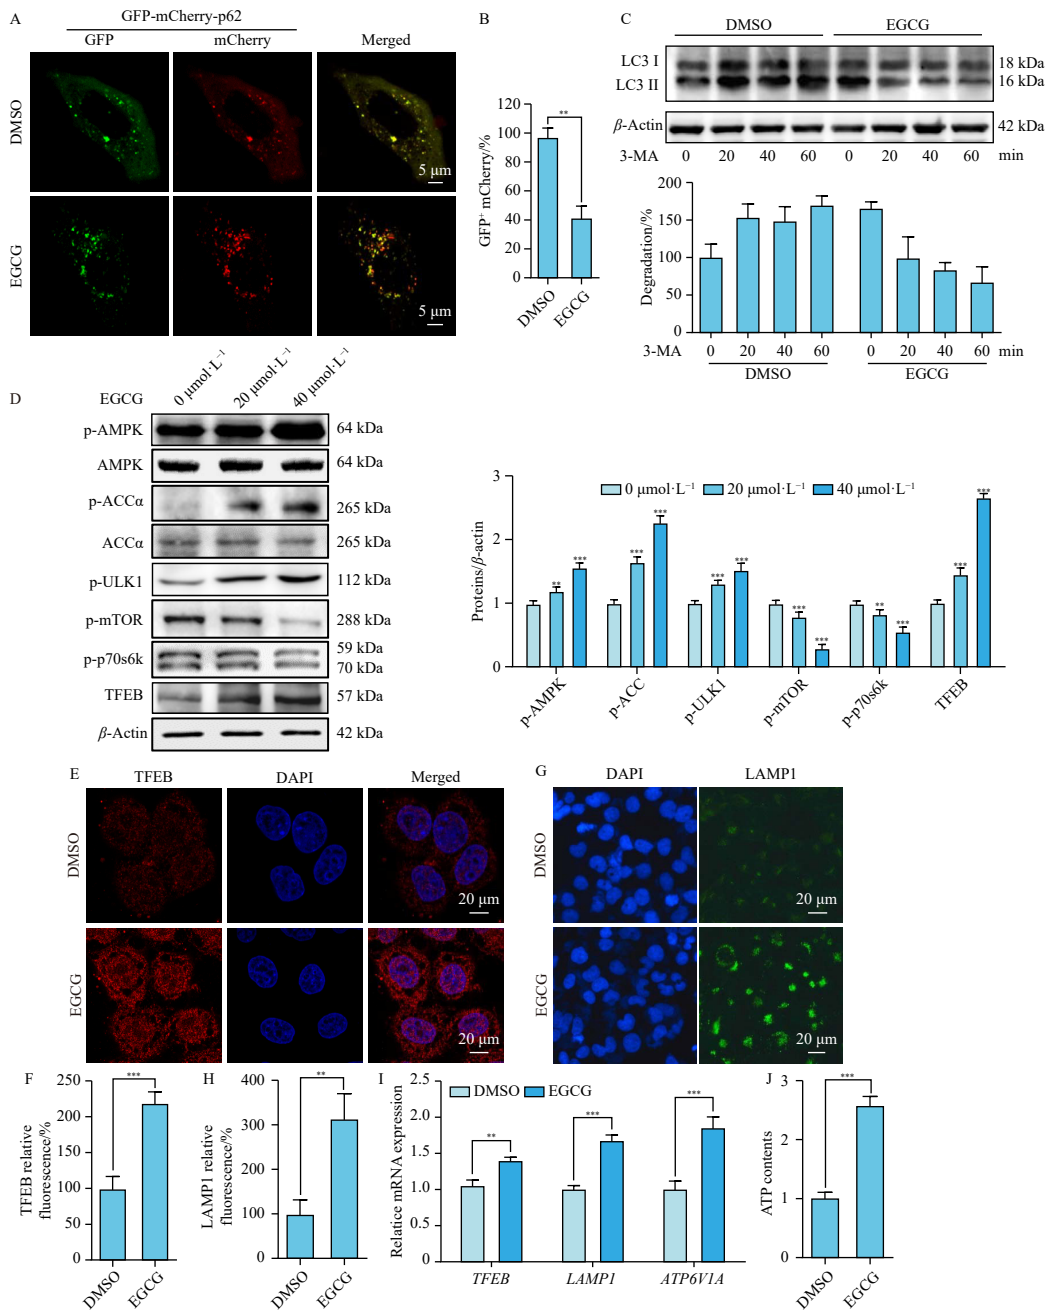 A
GFP-mCherry-p62
GFP mCherry Merged
DMSO
5 μm
EGCG
5 μm
B
GFP⁺ mCherry/%
120
100
80
60
40
20
0
**
DMSO EGCG
C
DMSO EGCG
LC3 I 18 kDa
LC3 II 16 kDa
β-Actin 42 kDa
3-MA 0 20 40 60 0 20 40 60 min
Degradation/%
200
150
100
50
0
3-MA 0 20 40 60 0 20 40 60 min
DMSO EGCG
D
EGCG 0 μmol·L⁻¹ 20 μmol·L⁻¹ 40 μmol·L⁻¹
p-AMPK 64 kDa
AMPK 64 kDa
p-ACCα 265 kDa
ACCα 265 kDa
p-ULK1 112 kDa
p-mTOR 288 kDa
p-p70s6k 59 kDa
70 kDa
TFEB 57 kDa
β-Actin 42 kDa
Proteins/β-actin
3
2
1
0
0 μmol·L⁻¹ 20 μmol·L⁻¹ 40 μmol·L⁻¹
** ***
*** ***
*** ***
*** ***
** ***
*** ***
p-AMPK p-ACC p-ULK1 p-mTOR p-p70s6k TFEB
E
TFEB DAPI Merged
DMSO
20 μm
EGCG
20 μm
G
DAPI LAMP1
DMSO
20 μm
EGCG
20 μm
F
TFEB relative
fluorescence/%
250
200
150
100
50
0
***
DMSO EGCG
H
LAMP1 relative
fluorescence/%
400
300
200
100
0
**
DMSO EGCG
I
Relatice mRNA expression
2.5
2.0
1.5
1.0
0.5
0
DMSO EGCG
** *** ***
TFEB LAMP1 ATP6V1A
J
ATP contents
3
2
1
0
***
DMSO EGCG